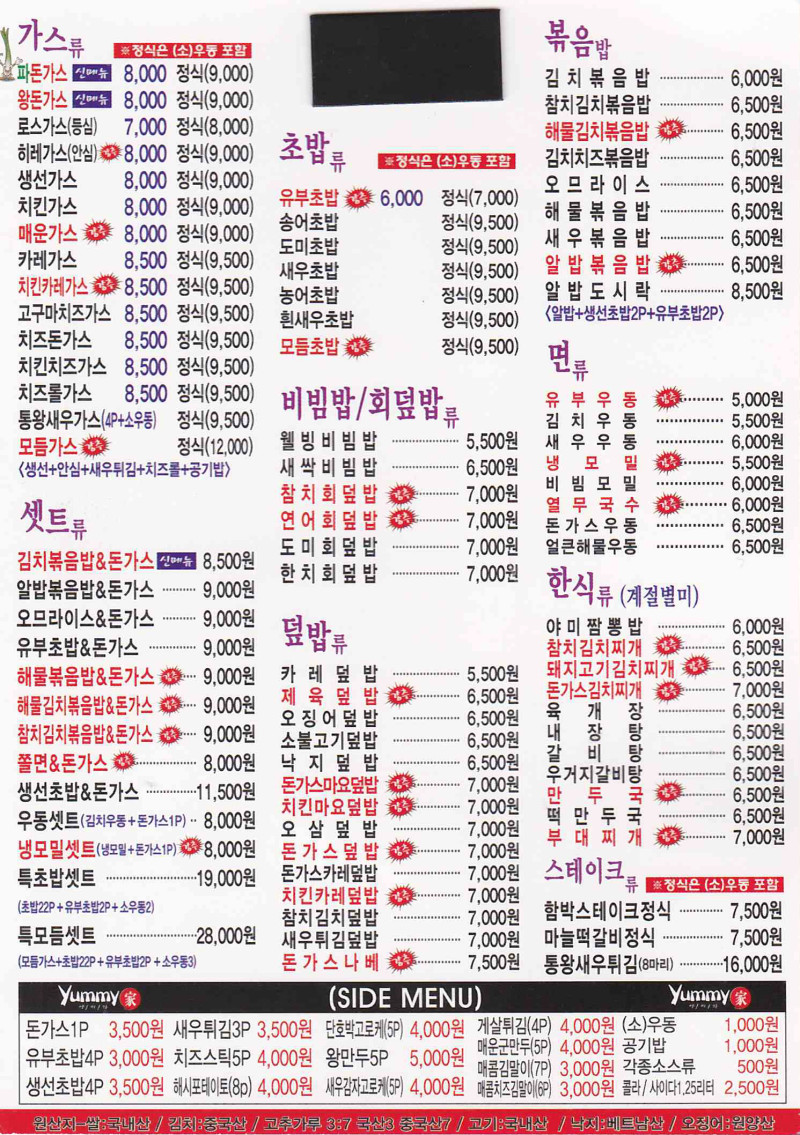 가스류 ※정식은 (소)우동 포함
파돈가스 신메뉴 8,000 정식(9,000)
왕돈가스 신메뉴 8,000 정식(9,000)
로스가스(등심) 7,000 정식(8,000)
히레가스(안심) 강추 8,000 정식(9,000)
생선가스 8,000 정식(9,000)
치킨가스 8,000 정식(9,000)
매운가스 강추 8,000 정식(9,000)
카레가스 8,500 정식(9,500)
치킨카레가스 강추 8,500 정식(9,500)
고구마치즈가스 8,500 정식(9,500)
치즈돈가스 8,500 정식(9,500)
치킨치즈가스 8,500 정식(9,500)
치즈롤가스 8,500 정식(9,500)
통왕새우가스(4P+소우동) 정식(9,500)
모듬가스 강추 정식(12,000)
〈생선+안심+새우튀김+치즈롤+공기밥〉
셋트류
김치볶음밥&돈가스 신메뉴 8,500원
알밥볶음밥&돈가스 ········ 9,000원
오므라이스&돈가스 ········ 9,000원
유부초밥&돈가스 ········ 9,000원
해물볶음밥&돈가스 강추 ··· 9,000원
해물김치볶음밥&돈가스 강추 ··· 9,000원
참치김치볶음밥&돈가스 강추 ··· 9,000원
쫄면&돈가스 강추 ········ 8,000원
생선초밥&돈가스 ········ 11,500원
우동셋트(김치우동+돈가스1P) ·· 8,000원
냉모밀셋트(냉모밀+돈가스1P) 강추 8,000원
특초밥셋트 ········ 19,000원
(초밥22P+유부초밥2P+소우동2)
특모듬셋트 ········ 28,000원
(모듬가스+초밥22P+유부초밥2P+소우동3)
초밥류 ※정식은 (소)우동 포함
유부초밥 강추 6,000 정식(7,000)
송어초밥 정식(9,500)
도미초밥 정식(9,500)
새우초밥 정식(9,500)
농어초밥 정식(9,500)
흰새우초밥 정식(9,500)
모듬초밥 강추 정식(9,500)
비빔밥/회덮밥류
웰빙비빔밥 ········ 5,500원
새싹비빔밥 ········ 6,500원
참치회덮밥 강추 ········ 7,000원
연어회덮밥 강추 ········ 7,000원
도미회덮밥 ········ 7,000원
한치회덮밥 ········ 7,000원
덮밥류
카레덮밥 ········ 5,500원
제육덮밥 강추 ········ 6,500원
오징어덮밥 ········ 6,500원
소불고기덮밥 ········ 6,500원
낙지덮밥 ········ 6,500원
돈가스마요덮밥 강추 ········ 7,000원
치킨마요덮밥 강추 ········ 7,000원
오삼덮밥 ········ 7,000원
돈가스덮밥 강추 ········ 7,000원
돈가스카레덮밥 ········ 7,500원
치킨카레덮밥 강추 ········ 7,000원
참치김치덮밥 ········ 7,000원
새우튀김덮밥 ········ 7,000원
돈가스나베 강추 ········ 7,500원
볶음밥
김치볶음밥 ········ 6,000원
참치김치볶음밥 ········ 6,500원
해물김치볶음밥 강추 ········ 6,500원
김치치즈볶음밥 ········ 6,500원
오므라이스 ········ 6,500원
해물볶음밥 ········ 6,500원
새우볶음밥 ········ 6,500원
알밥볶음밥 강추 ········ 6,500원
알밥도시락 ········ 8,500원
〈알밥+생선초밥2P+유부초밥2P〉
면류
유부우동 강추 ········ 5,000원
김치우동 ········ 5,500원
새우우동 ········ 6,000원
냉모밀 강추 ········ 5,500원
비빔모밀 ········ 6,000원
열무국수 강추 ········ 6,000원
돈가스우동 ········ 6,500원
얼큰해물우동 ········ 6,500원
한식류 (계절별미)
야미짬뽕밥 ········ 6,000원
참치김치찌개 강추 ········ 6,500원
돼지고기김치찌개 강추 ··· 6,500원
돈가스김치찌개 강추 ········ 7,000원
육개장 ········ 6,500원
내장탕 ········ 6,500원
갈비탕 ········ 6,500원
우거지갈비탕 ········ 6,500원
만두국 강추 ········ 6,500원
떡만두국 ········ 6,500원
부대찌개 강추 ········ 7,000원
스테이크류 ※정식은 (소)우동 포함
함박스테이크정식 ········ 7,500원
마늘떡갈비정식 ········ 7,500원
통왕새우튀김(8마리) ········ 16,000원
Yummy家 (SIDE MENU) Yummy家
돈가스1P 3,500원 새우튀김3P 3,500원 단호박고로케(5P) 4,000원 게살튀김(4P) 4,000원 (소)우동 1,000원
매운군만두(5P) 4,000원 공기밥 1,000원
유부초밥4P 3,000원 치즈스틱5P 4,000원 왕만두5P 5,000원 매콤김말이(7P) 3,000원 각종소스류 500원
생선초밥4P 3,500원 해시포테이토(8p) 4,000원 새우감자고로케(5P) 4,000원 매콤치즈김말이(6P) 3,000원 콜라/사이다1.25리터 2,500원
원산지-쌀:국내산 / 김치:중국산 / 고추가루 3:7 국산3 중국산7 / 고기:국내산 / 낙지:베트남산 / 오징어:원양산